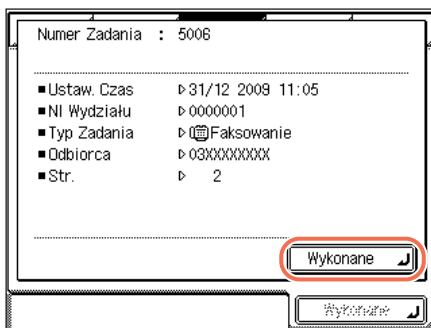 Numer Zadania : 5006
■Ustaw. Czas ▷31/12 2009 11:05
■NI Wydziału ▷0000001
■Typ Zadania ▷Faksowanie
■Odbiorca ▷03XXXXXXXX
■Str. ▷ 2
Wykonane
Wykonane